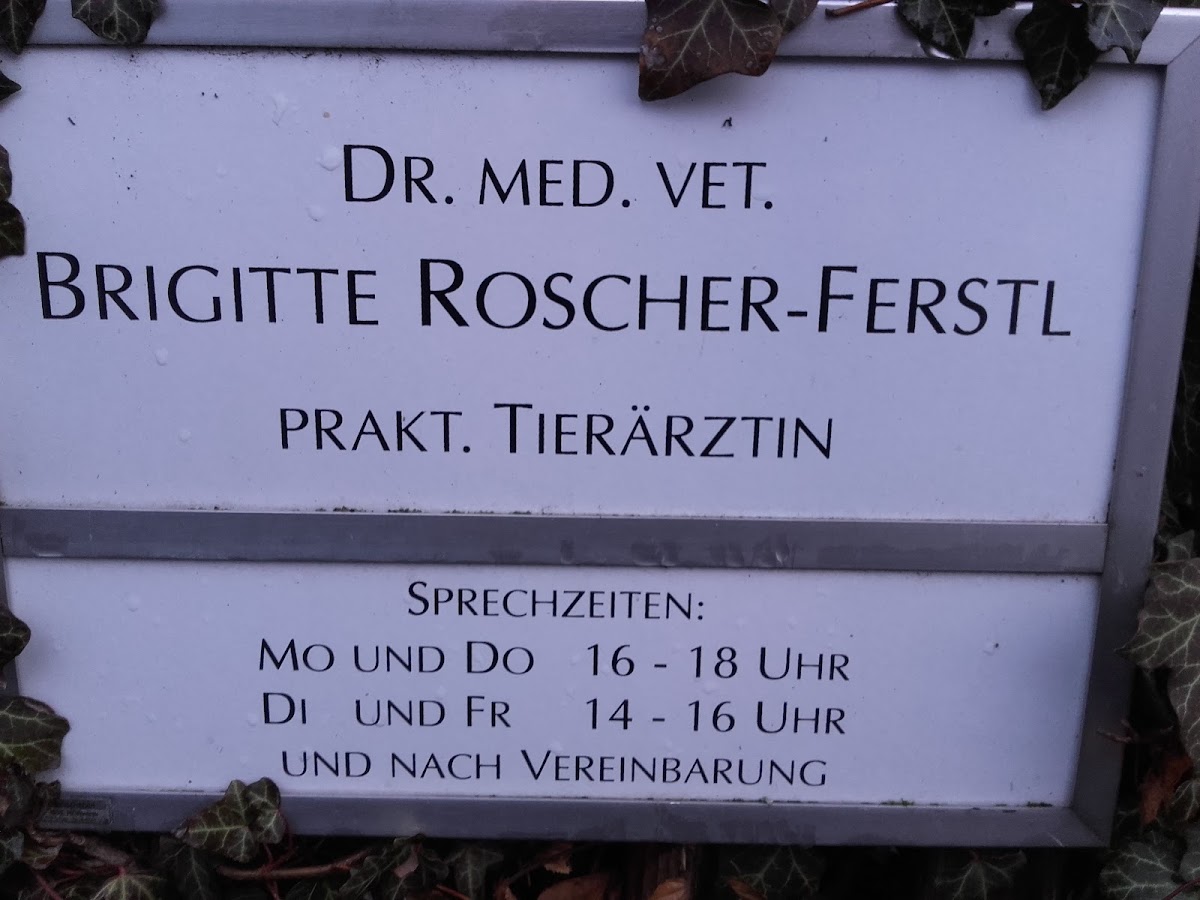 Dr. med. vet.
Brigitte Roscher-Ferstl
prakt. Tierärztin
Sprechzeiten:
Mo und Do 16 - 18 Uhr
Di und Fr 14 - 16 Uhr
und nach Vereinbarung